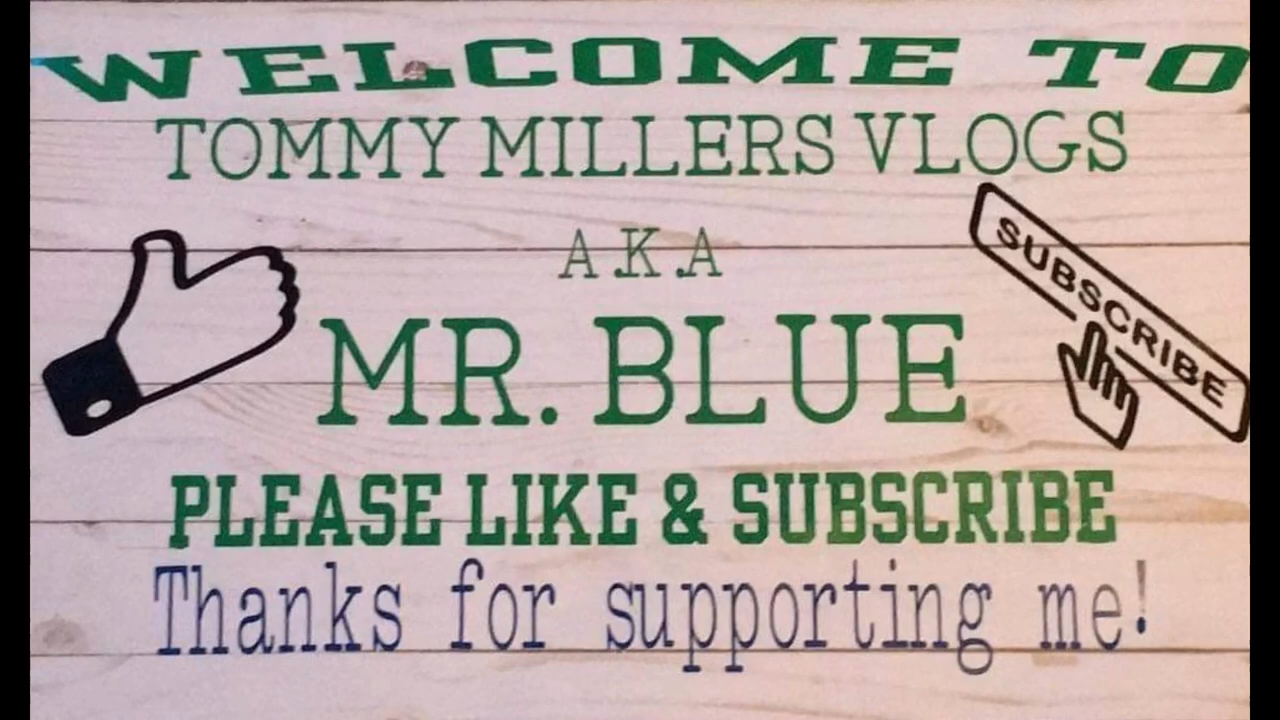 WELCOME TO
TOMMY MILLERS VLOGS
A.K.A
MR. BLUE
SUBSCRIBE
PLEASE LIKE & SUBSCRIBE
Thanks for supporting me!